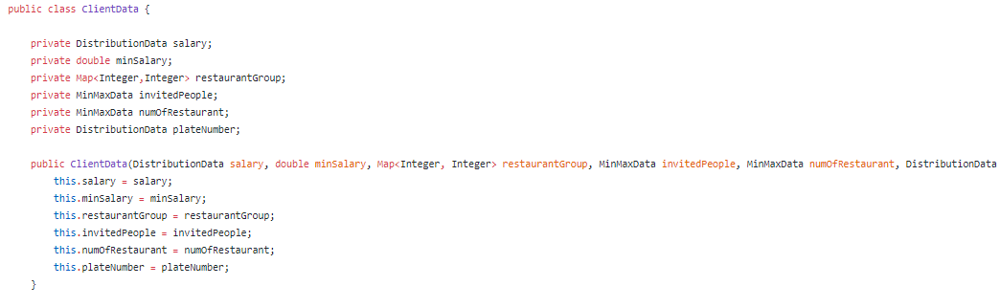 public class ClientData {
private DistributionData salary;
private double minSalary;
private Map<Integer,Integer> restaurantGroup;
private MinMaxData invitedPeople;
private MinMaxData numOfRestaurant;
private DistributionData plateNumber;
public ClientData(DistributionData salary, double minSalary, Map<Integer, Integer> restaurantGroup, MinMaxData invitedPeople, MinMaxData numOfRestaurant, DistributionData
this.salary = salary;
this.minSalary = minSalary;
this.restaurantGroup = restaurantGroup;
this.invitedPeople = invitedPeople;
this.numOfRestaurant = numOfRestaurant;
this.plateNumber = plateNumber;
}